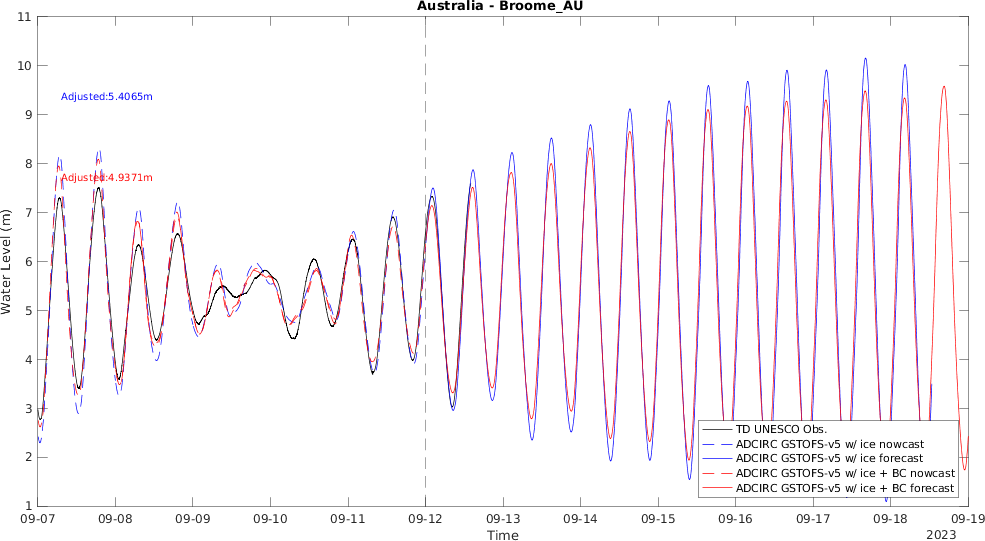 Australia - Broome_AU
11
10
9
8
7
6
5
4
3
2
1
Water Level (m)
Adjusted:5.4065m
Adjusted:4.9371m
TD UNESCO Obs.
ADCIRC GSTOFS-v5 w/ ice nowcast
ADCIRC GSTOFS-v5 w/ ice forecast
ADCIRC GSTOFS-v5 w/ ice + BC nowcast
ADCIRC GSTOFS-v5 w/ ice + BC forecast
09-07 09-08 09-09 09-10 09-11 09-12 09-13 09-14 09-15 09-16 09-17 09-18 09-19
Time
2023